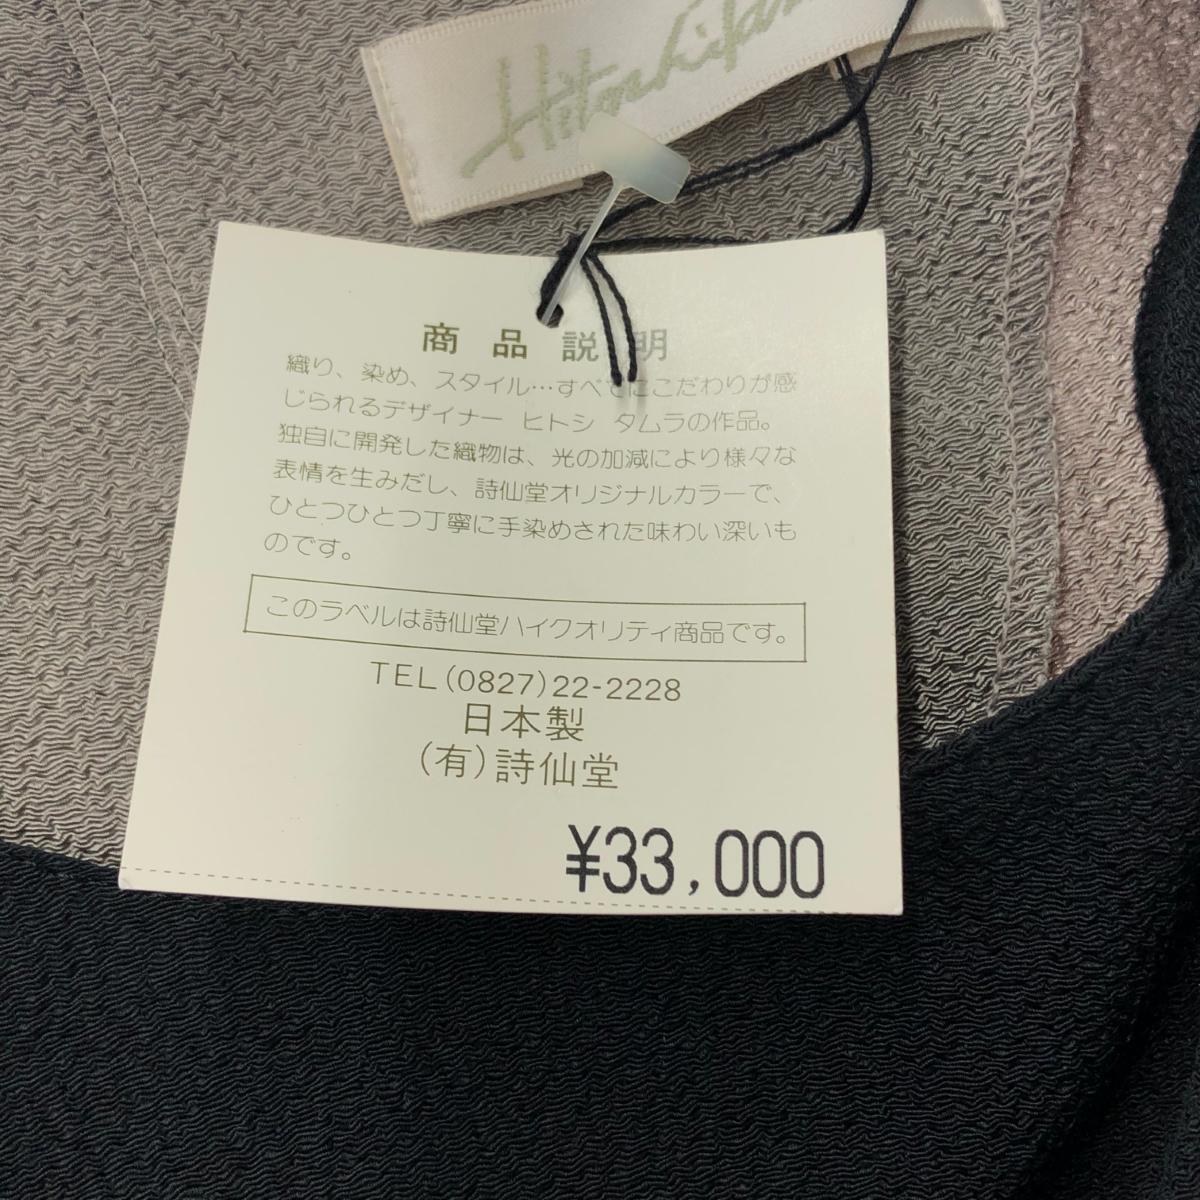 商品説明
織り、染め、スタイル…すべてにこだわりが感
じられるデザイナー ヒトシ タムラの作品。
独自に開発した織物は、光の加減により様々な
表情を生みだし、詩仙堂オリジナルカラーで、
ひとつひとつ丁寧に手染めされた味わい深いも
のです。
このラベルは詩仙堂ハイクオリティ商品です。
TEL(0827)22-2228
日本製
(有)詩仙堂
¥33,000